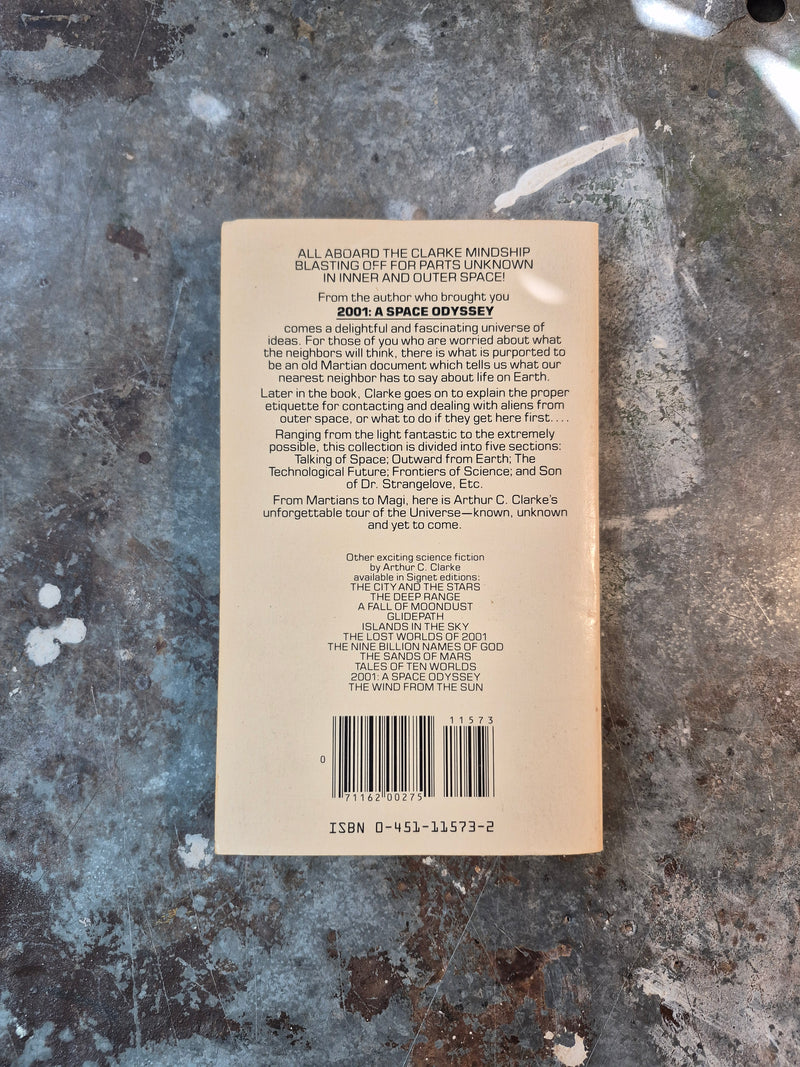 ALL ABOARD THE CLARKE MINDSHIP
BLASTING OFF FOR PARTS UNKNOWN
IN INNER AND OUTER SPACE!
From the author who brought you
2001: A SPACE ODYSSEY
comes a delightful and fascinating universe of
ideas. For those of you who are worried about what
the neighbors will think, there is what is purported to
be an old Martian document which tells us what our
nearest neighbor has to say about life on Earth.
Later in the book, Clarke goes on to explain the proper
etiquette for contacting and dealing with aliens from
outer space, or what to do if they get here first....
Ranging from the light fantastic to the extremely
possible, this collection is divided into five sections:
Talking of Space; Outward from Earth; The
Technological Future; Frontiers of Science; and Son
of Dr. Strangelove, Etc.
From Martians to Magi, here is Arthur C. Clarke's
unforgettable tour of the Universe—known, unknown
and yet to come.
Other exciting science fiction
by Arthur C. Clarke
available in Signet editions:
THE CITY AND THE STARS
THE DEEP RANGE
A FALL OF MOONDUST
GLIDEPATH
ISLANDS IN THE SKY
THE LOST WORLDS OF 2001
THE NINE BILLION NAMES OF GOD
THE SANDS OF MARS
TALES OF TEN WORLDS
2001: A SPACE ODYSSEY
THE WIND FROM THE SUN
11573
0
71162 00275
ISBN 0-451-11573-2